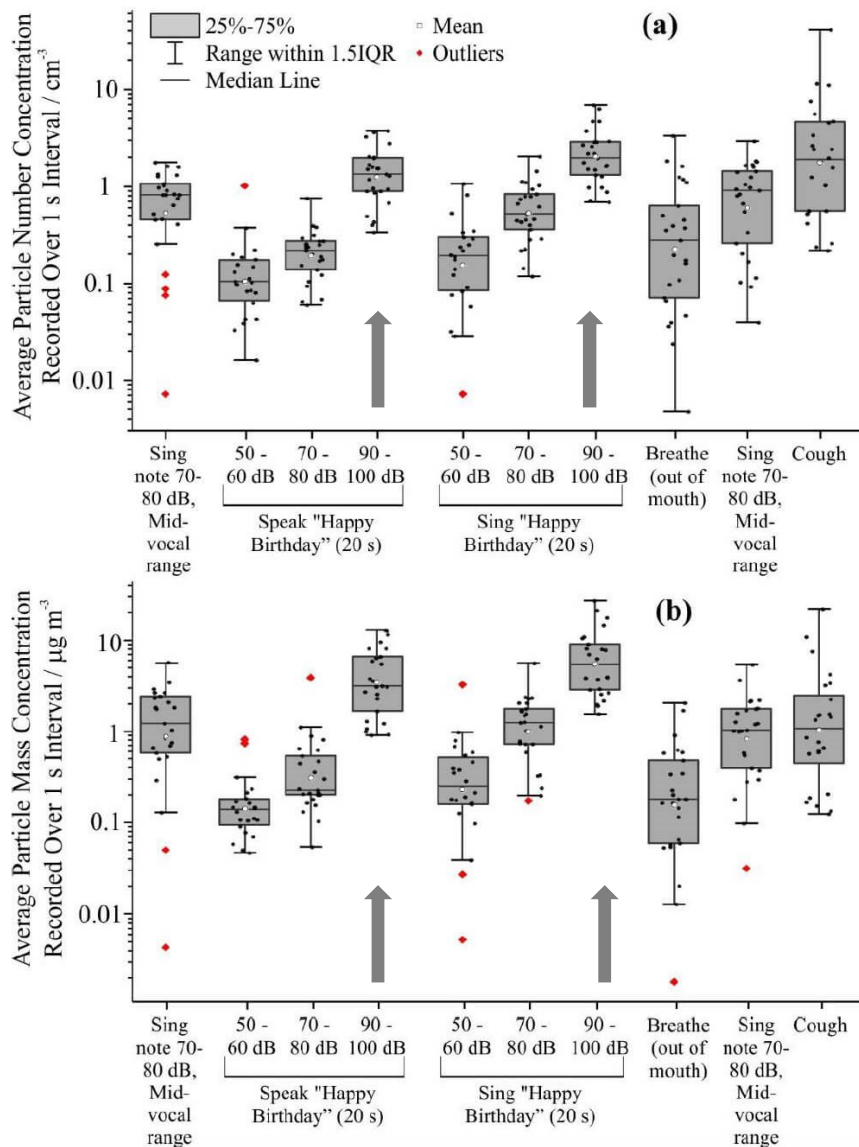 25%-75%
Range within 1.5IQR
Median Line
Mean
Outliers
(a)
Average Particle Number Concentration
Recorded Over 1 s Interval / cm-3
10
1
0.1
0.01
Sing
note 70-
80 dB,
Mid-
vocal
range
50 -
60 dB
70 -
80 dB
90 -
100 dB
Speak "Happy
Birthday” (20 s)
50 -
60 dB
70 -
80 dB
90 -
100 dB
Sing "Happy
Birthday” (20 s)
Breathe
(out of
mouth)
Sing
note 70-
80 dB,
Mid-
vocal
range
Cough
(b)
Average Particle Mass Concentration
Recorded Over 1 s Interval / µg m-3
10
1
0.1
0.01
Sing
note 70-
80 dB,
Mid-
vocal
range
50 -
60 dB
70 -
80 dB
90 -
100 dB
Speak "Happy
Birthday” (20 s)
50 -
60 dB
70 -
80 dB
90 -
100 dB
Sing "Happy
Birthday” (20 s)
Breathe
(out of
mouth)
Sing
note 70-
80 dB,
Mid-
vocal
range
Cough